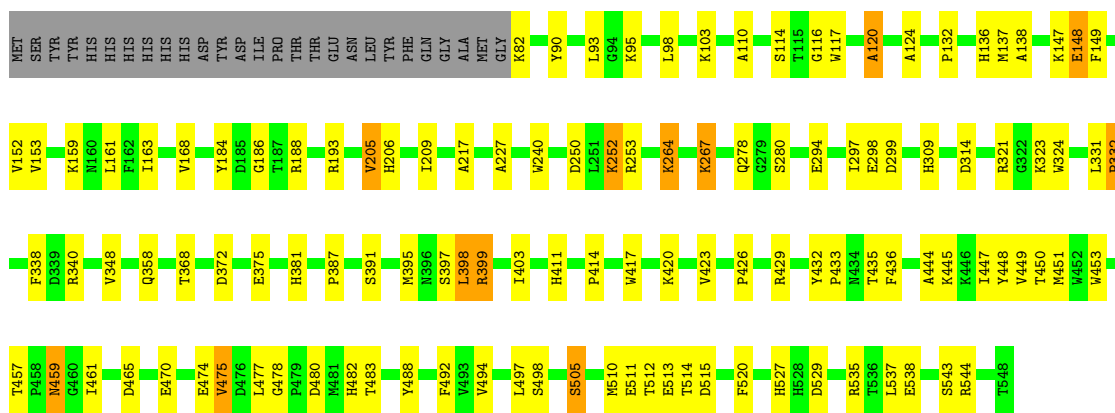 MET SER TYR TYR HIS HIS HIS HIS HIS HIS ASP TYR ASP ILE PRO THR THR GLU ASN LEU TYR PHE GLN GLY ALA MET GLY K82 Y90 L93 G94 K95 L98 K103 A110 S114 T115 G116 W117 A120 A124 P132 H136 M137 A138 K147 E148 F149
V152 V153 K159 N160 L161 F162 I163 V168 Y184 D185 G186 T187 R188 R193 V205 H206 I209 A217 A227 W240 D250 L251 K252 R253 K264 K267 Q278 G279 S280 E294 I297 E298 D299 H309 D314 R321 G322 K323 W324 L331
F338 D339 R340 V348 Q358 T368 D372 E375 H381 P387 S391 M395 N396 S397 L398 R399 I403 H411 P414 W417 K420 V423 P426 R429 Y432 P433 N434 T435 F436 A444 K445 K446 I447 Y448 V449 T450 M451 W452 W453
T457 P458 N459 G460 I461 D465 E470 E474 V475 D476 L477 G478 P479 D480 M481 H482 T483 Y488 F492 V493 V494 L497 S498 S505 M510 E511 T512 E513 T514 D515 F520 H527 H528 D529 R535 T536 L537 E538 S543 R544 T548